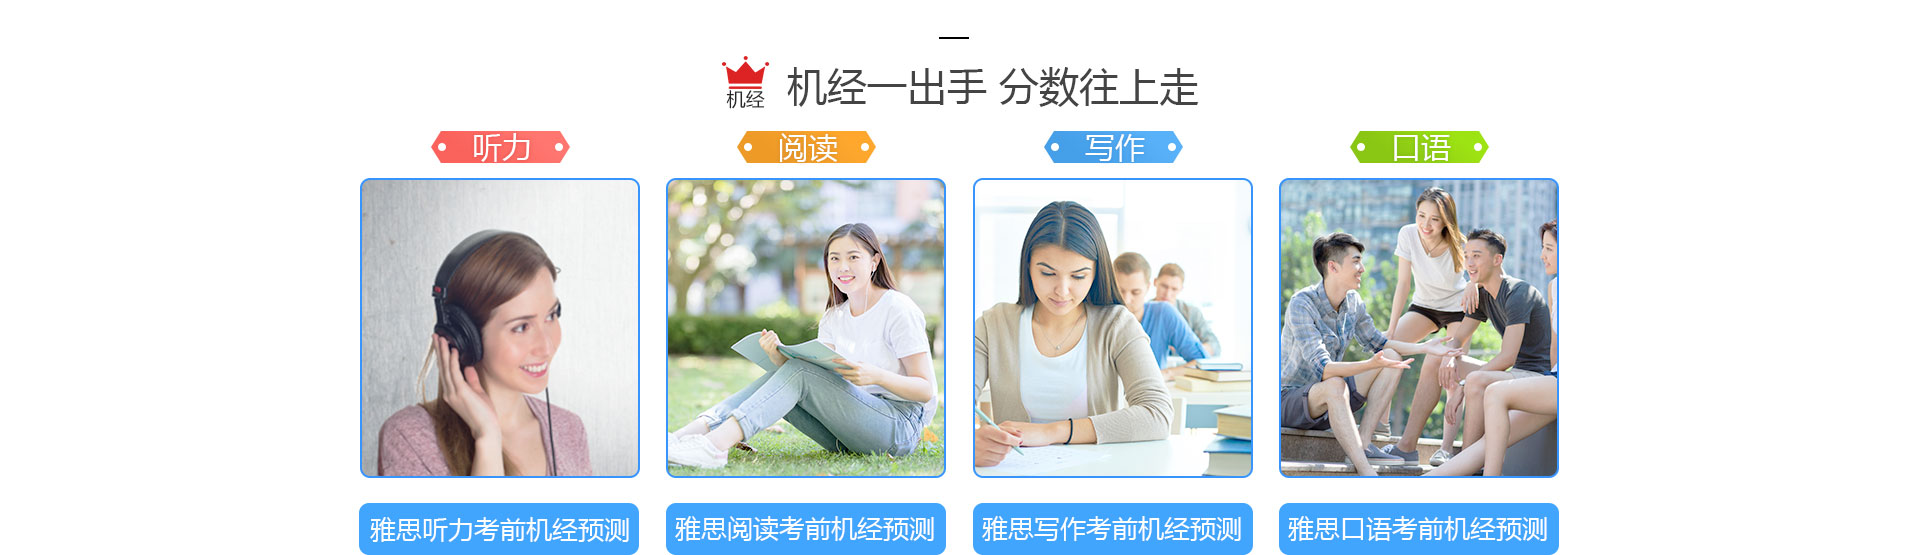 机经
机经一出手 分数往上走
听力
阅读
写作
口语
雅思听力考前机经预测
雅思阅读考前机经预测
雅思写作考前机经预测
雅思口语考前机经预测